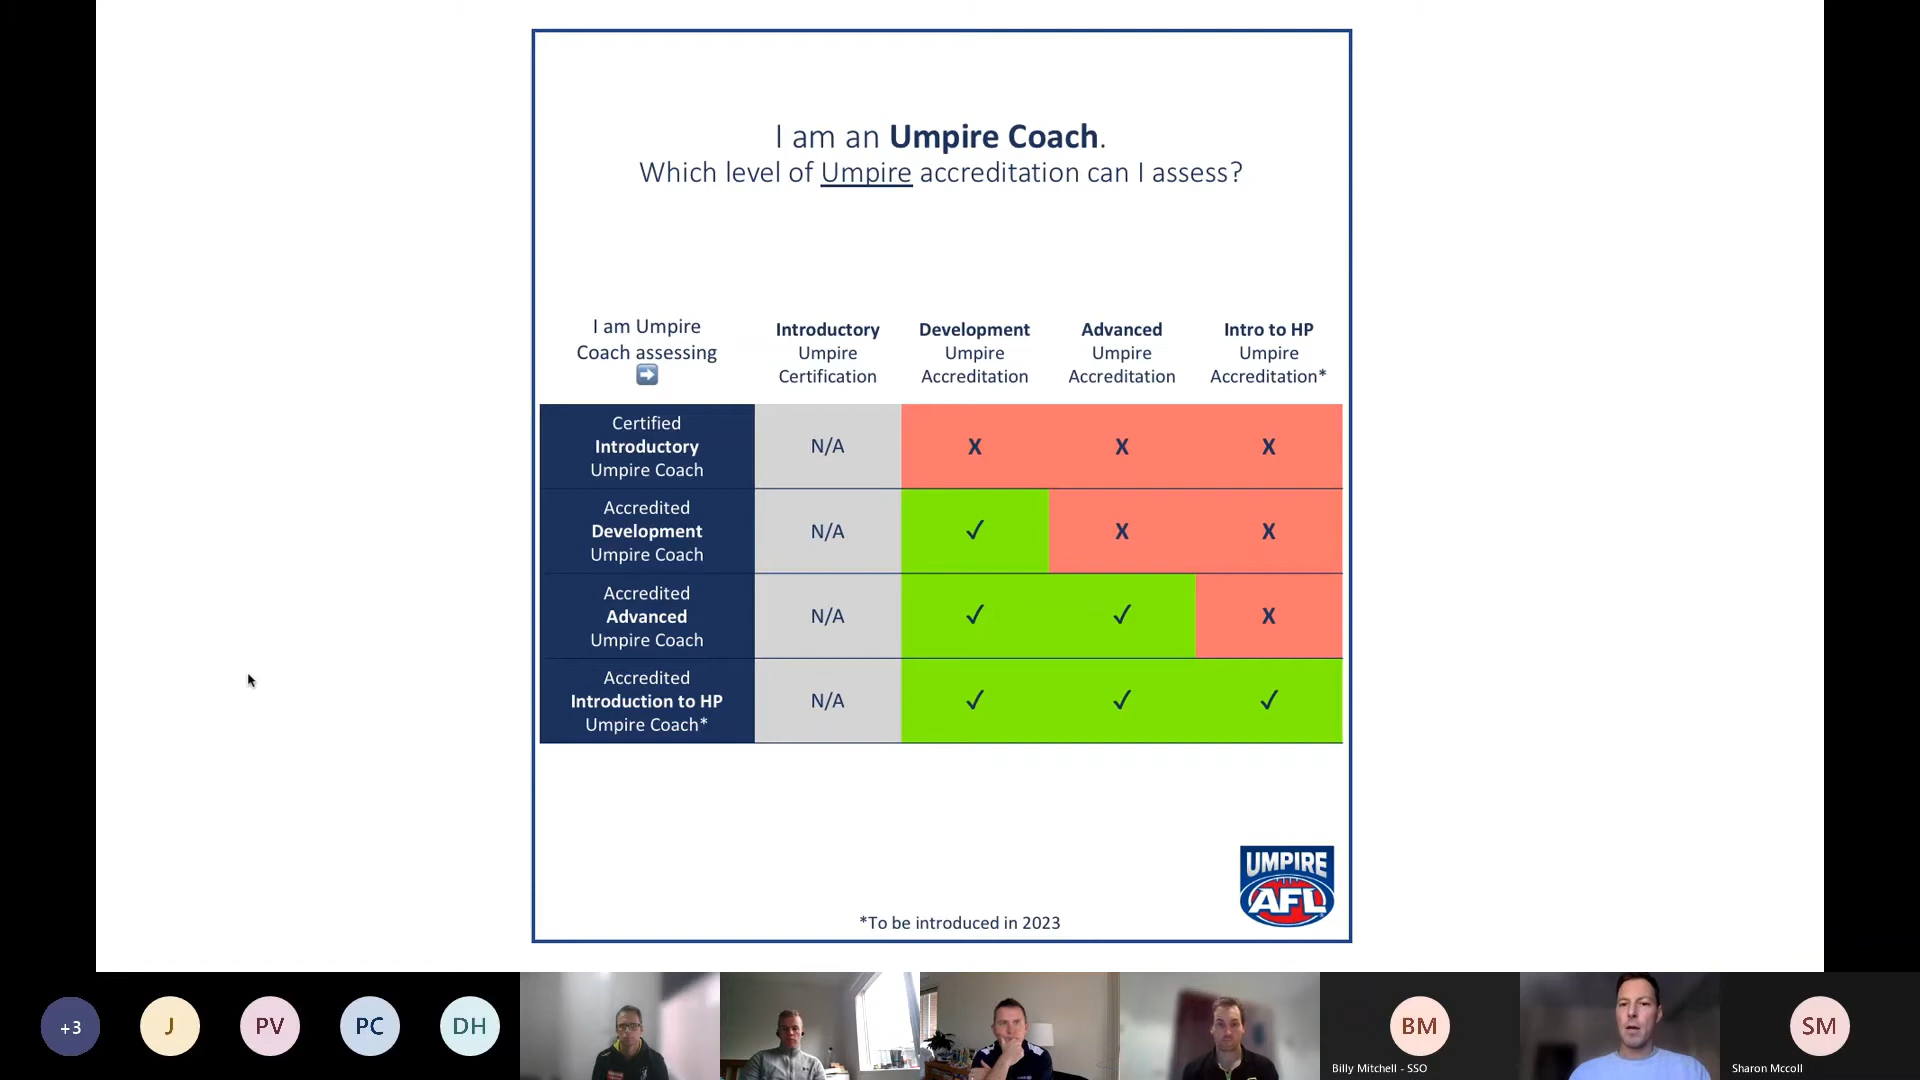 I am an Umpire Coach.
Which level of Umpire accreditation can I assess?
I am Umpire
Coach assessing
Introductory
Umpire
Certification
Development
Umpire
Accreditation
Advanced
Umpire
Accreditation
Intro to HP
Umpire
Accreditation*
Certified
Introductory
Umpire Coach
N/A
X
X
X
Accredited
Development
Umpire Coach
N/A
✓
X
X
Accredited
Advanced
Umpire Coach
N/A
✓
✓
X
Accredited
Introduction to HP
Umpire Coach*
N/A
✓
✓
✓
UMPIRE
AFL
*To be introduced in 2023
+3
J
PV
PC
DH
BM
Billy Mitchell - SSO
SM
Sharon Mccoll